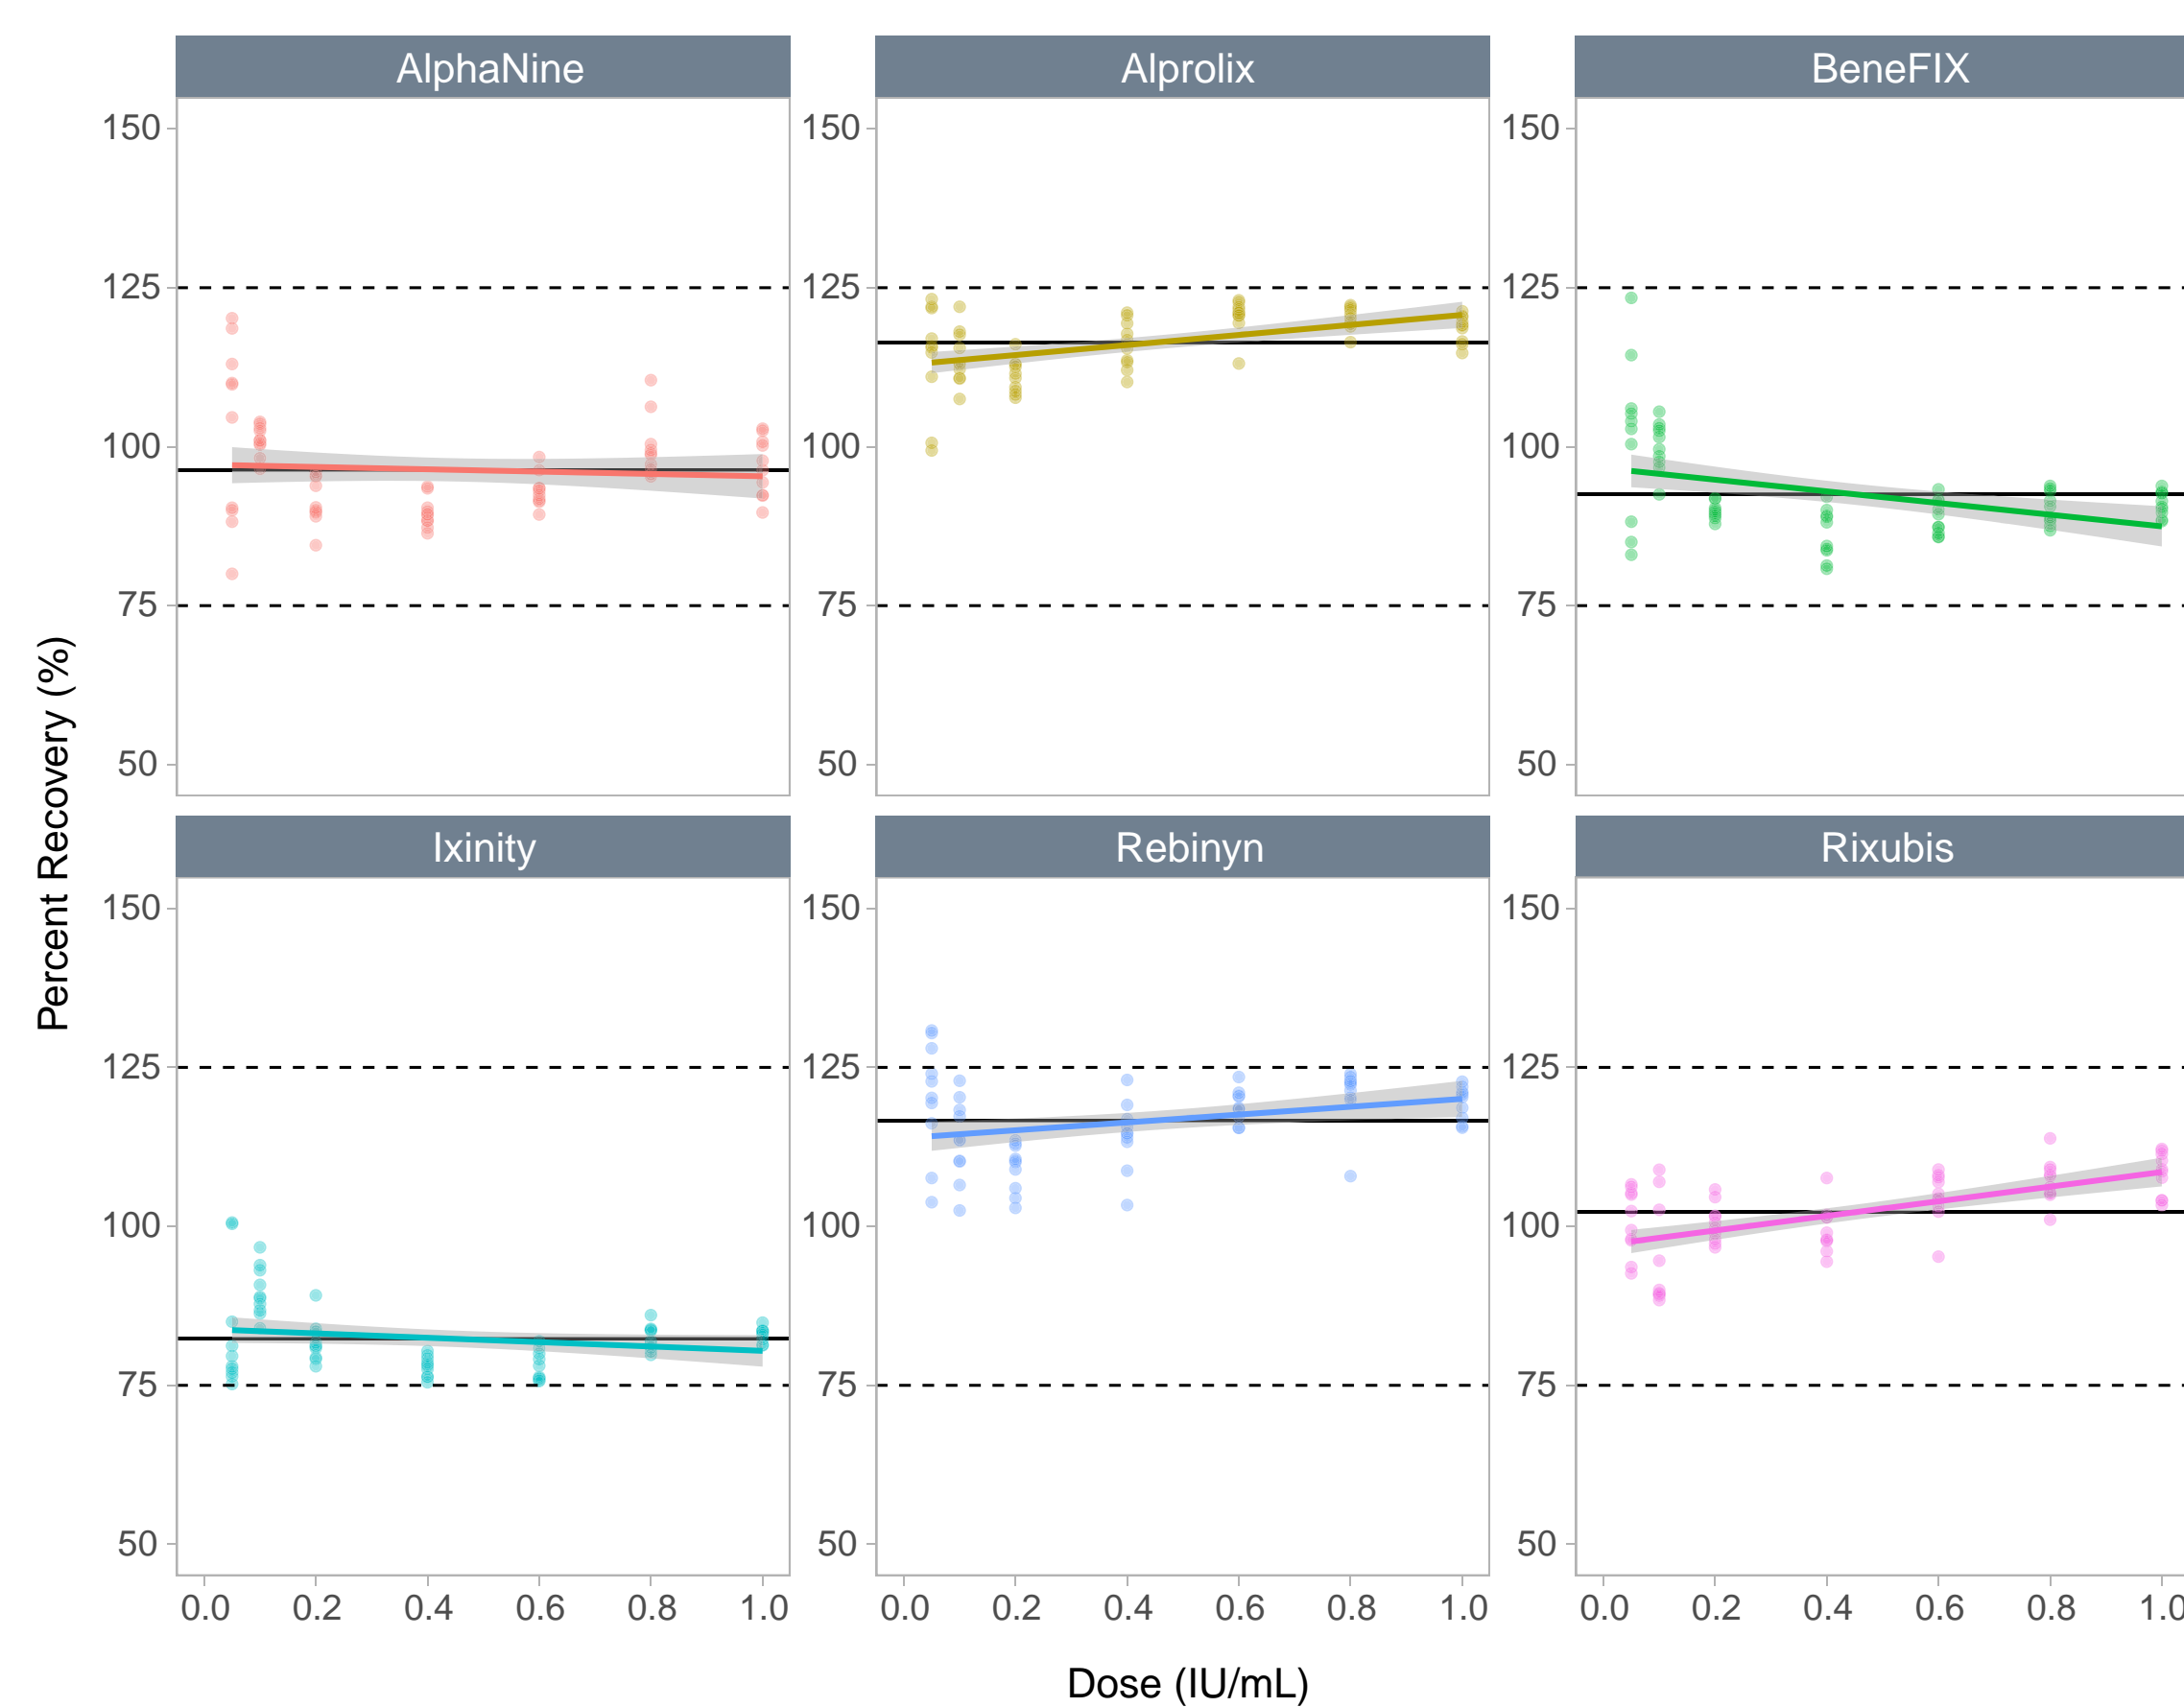 AlphaNine Alprolix BeneFIX
150 150 150
125 125 125
100 100 100
75 75 75
50 50 50
Percent Recovery (%)
Ixinity Rebinyn Rixubis
150 150 150
125 125 125
100 100 100
75 75 75
50 50 50
0.0 0.2 0.4 0.6 0.8 1.0 0.0 0.2 0.4 0.6 0.8 1.0 0.0 0.2 0.4 0.6 0.8 1.0
Dose (IU/mL)